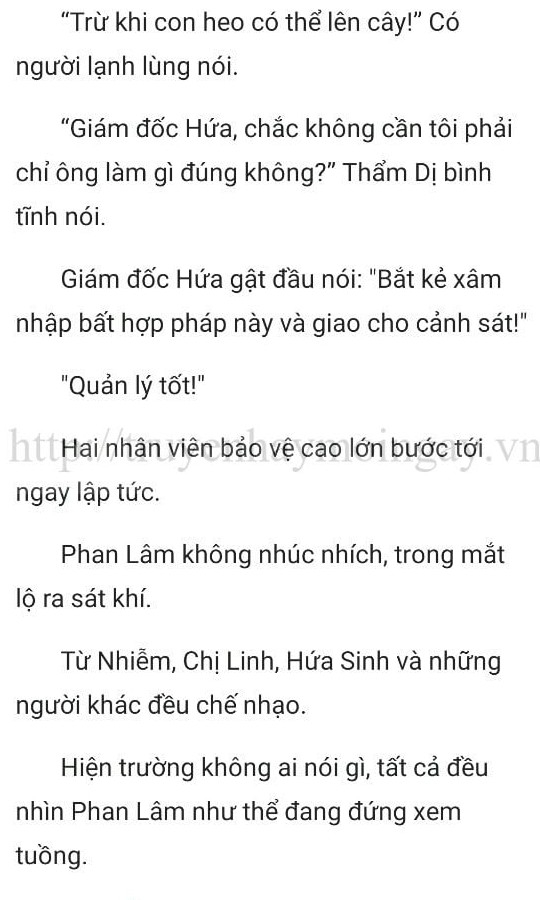 “Trừ khi con heo có thể lên cây!” Có
người lạnh lùng nói.
“Giám đốc Hứa, chắc không cần tôi phải
chỉ ông làm gì đúng không?” Thẩm Dị bình
tĩnh nói.
Giám đốc Hứa gật đầu nói: "Bắt kẻ xâm
nhập bất hợp pháp này và giao cho cảnh sát!"
"Quản lý tốt!"
http://truyenhaymoingay.vn
Hai nhân viên bảo vệ cao lớn bước tới
ngay lập tức.
Phan Lâm không nhúc nhích, trong mắt
lộ ra sát khí.
Từ Nhiễm, Chị Linh, Hứa Sinh và những
người khác đều chế nhạo.
Hiện trường không ai nói gì, tất cả đều
nhìn Phan Lâm như thể đang đứng xem
tuồng.